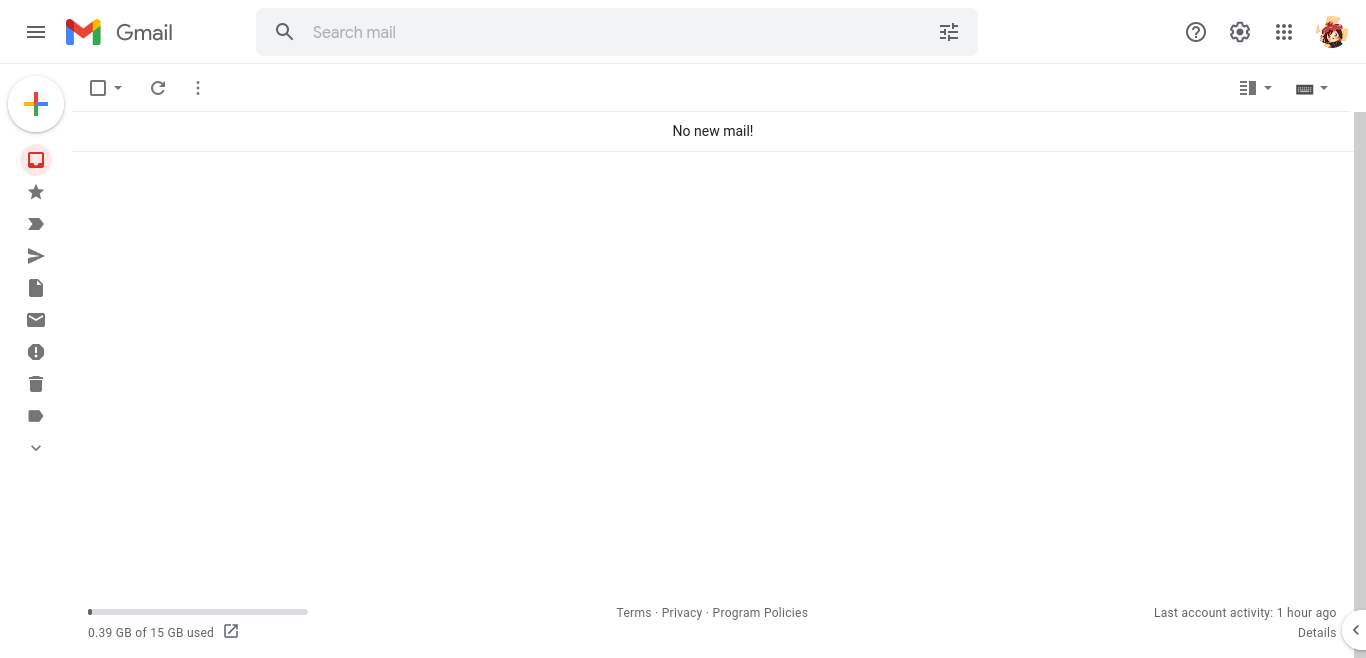 Gmail
Search mail
No new mail!
0.39 GB of 15 GB used
Terms · Privacy · Program Policies
Last account activity: 1 hour ago
Details